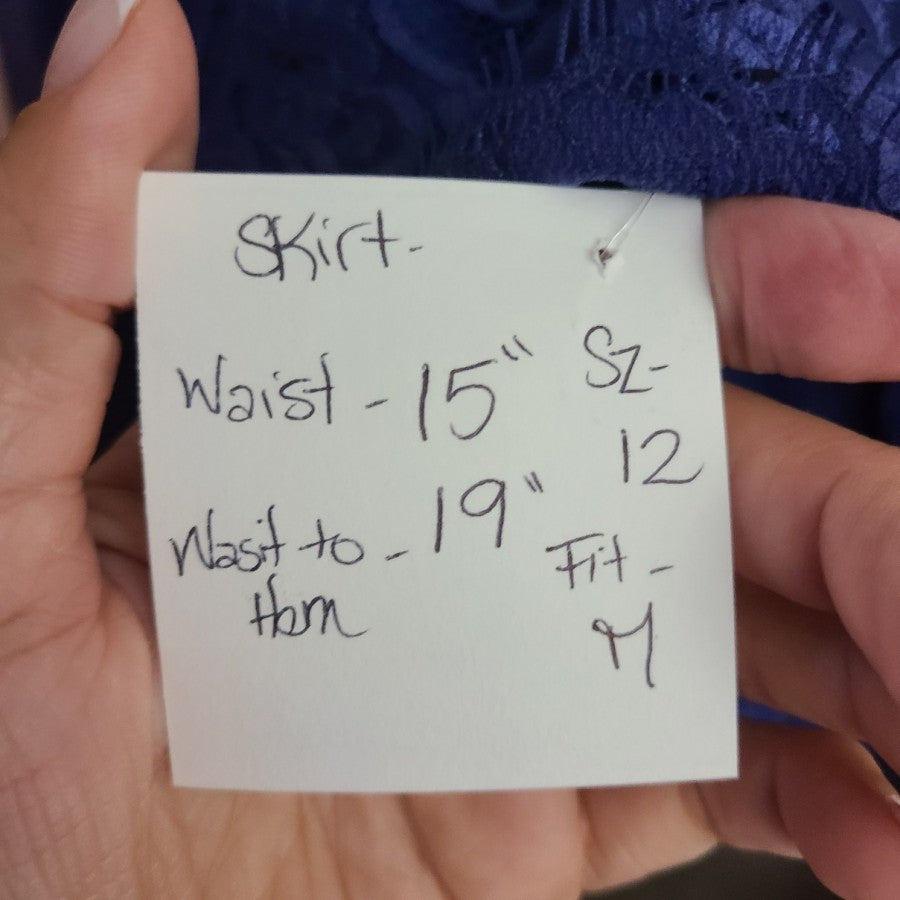 Skirt-
Waist - 15"
Wasit to - 19"
Hem
Sz-
12
Fit -
M